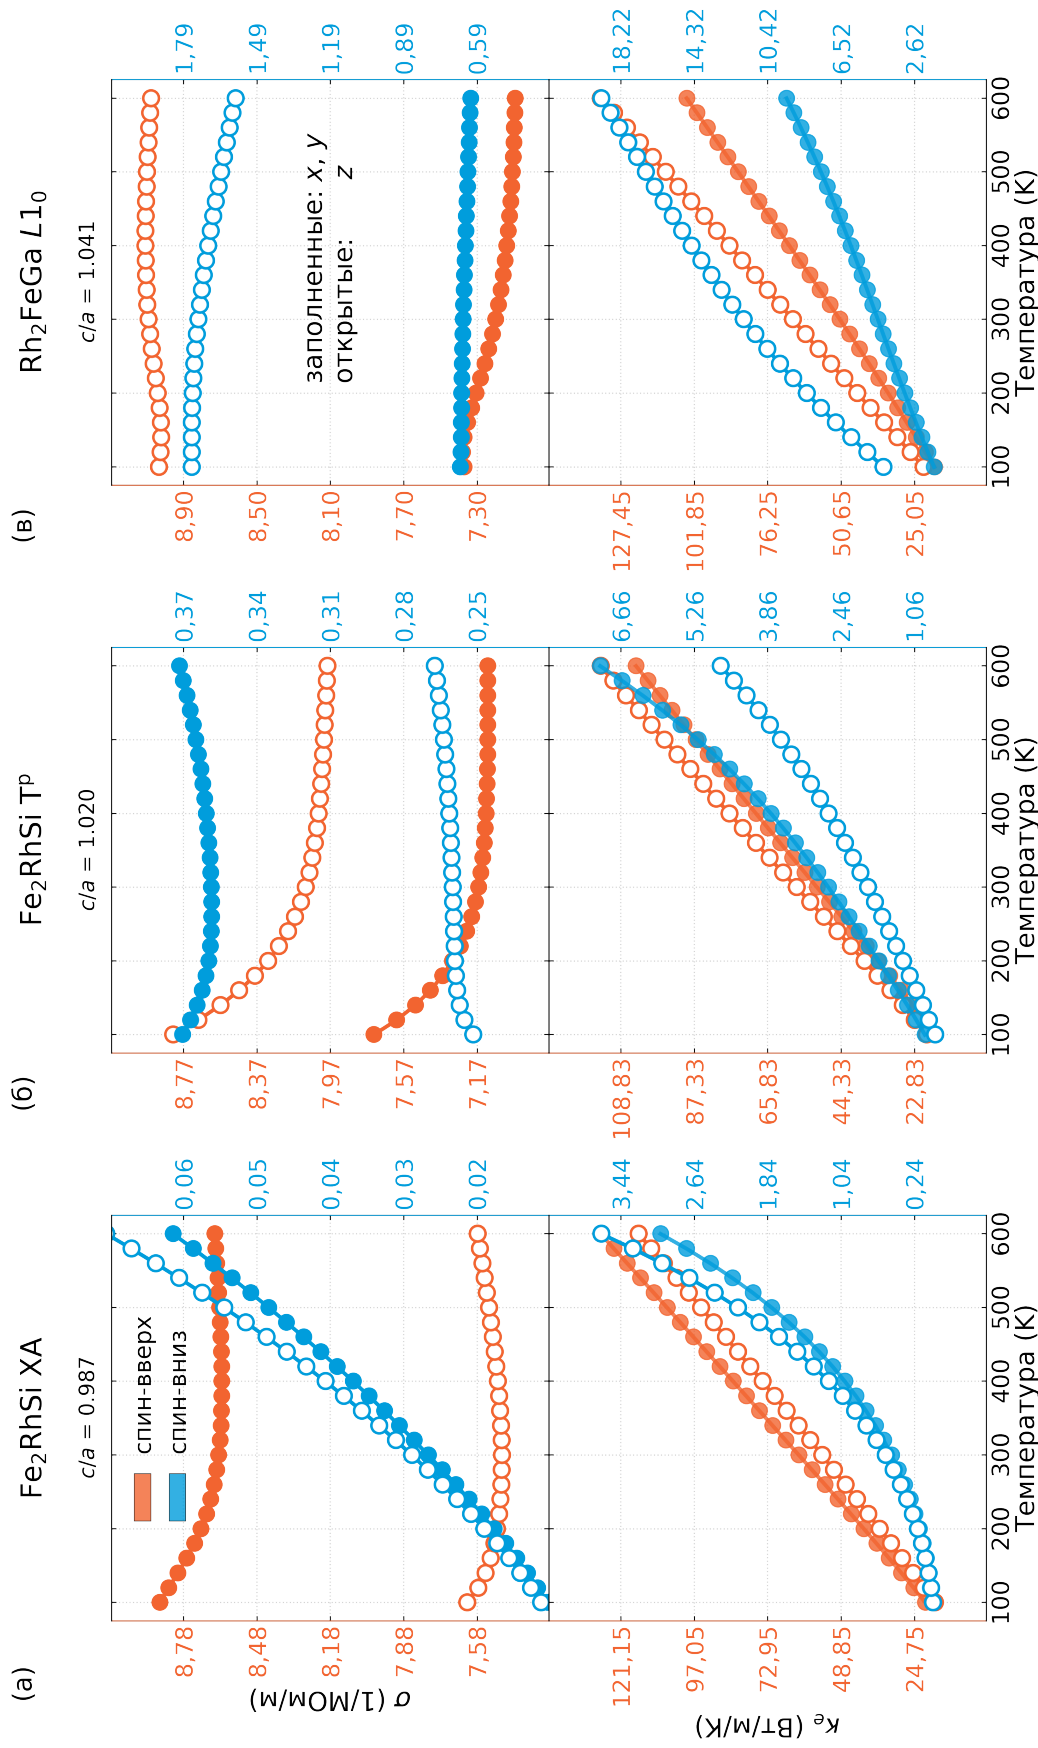 (а)
Fe₂RhSi XA
c/a = 0.987
8,78
8,48
8,18
7,88
7,58
σ (1/МОм/м)
0,06
0,05
0,04
0,03
0,02
спин-вверх
спин-вниз
121,15
97,05
72,95
48,85
24,75
κₑ (Вт/м/К)
3,44
2,64
1,84
1,04
0,24
100 200 300 400 500 600
Температура (К)
(б)
Fe₂RhSi Tᵖ
c/a = 1.020
8,77
8,37
7,97
7,57
7,17
0,37
0,34
0,31
0,28
0,25
108,83
87,33
65,83
44,33
22,83
6,66
5,26
3,86
2,46
1,06
100 200 300 400 500 600
Температура (К)
(в)
Rh₂FeGa L1₀
c/a = 1.041
8,90
8,50
8,10
7,70
7,30
1,79
1,49
1,19
0,89
0,59
заполненные: x, y
открытые: z
127,45
101,85
76,25
50,65
25,05
18,22
14,32
10,42
6,52
2,62
100 200 300 400 500 600
Температура (К)